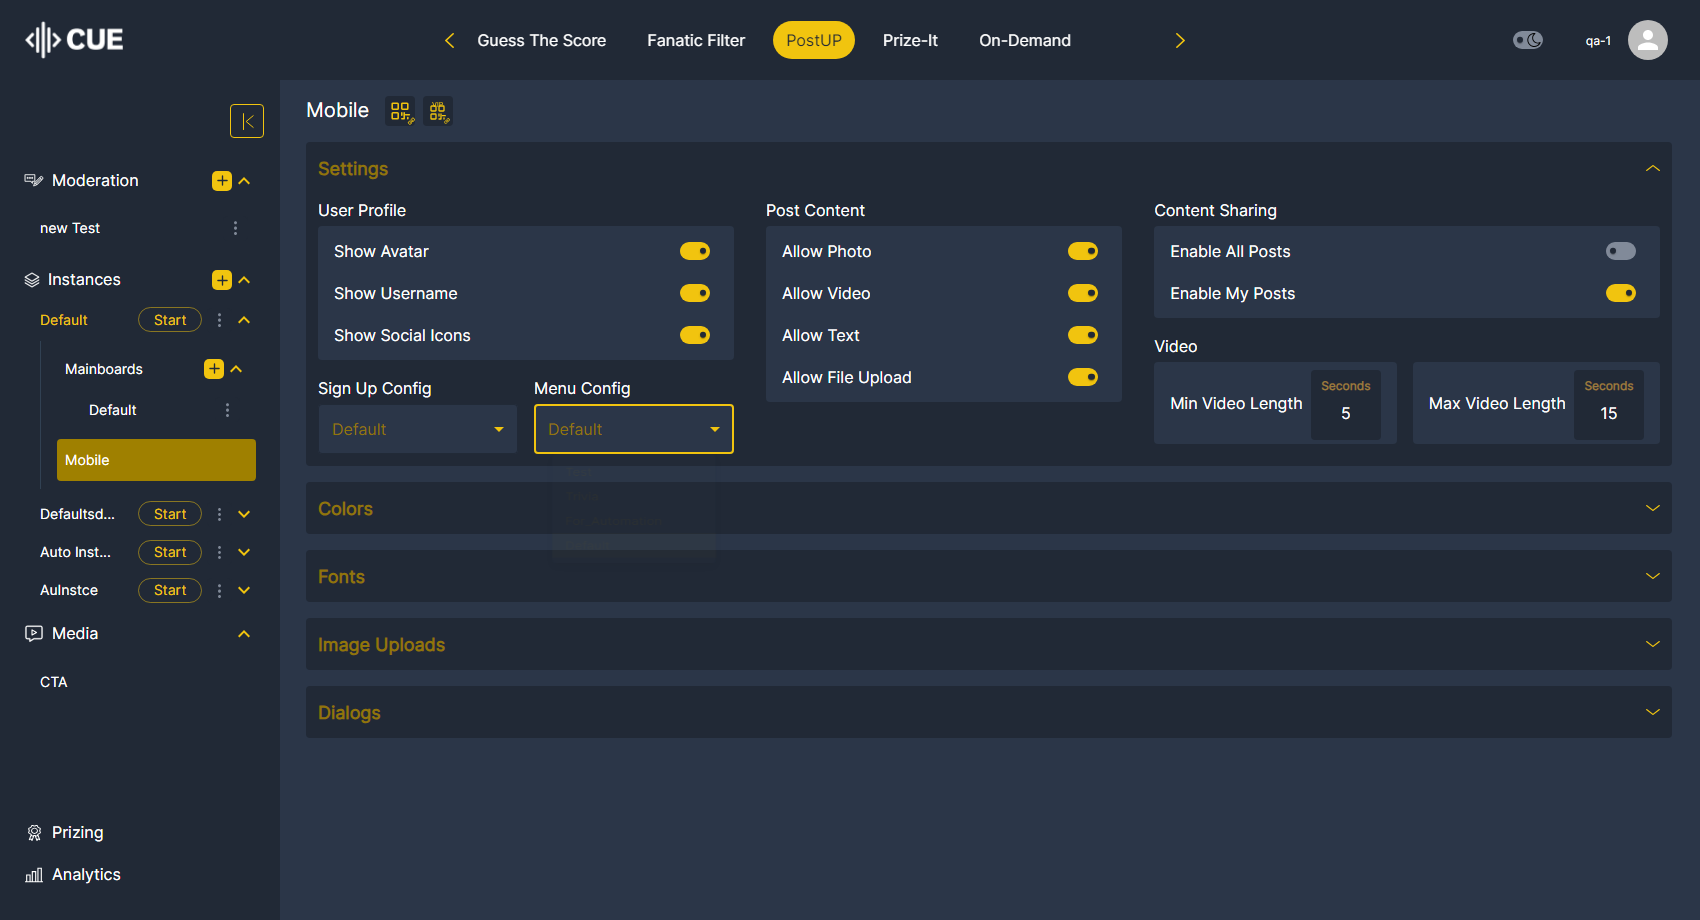 CUE
Guess The Score
Fanatic Filter
PostUP
Prize-It
On-Demand
qa-1
Moderation
new Test
Instances
Default
Start
Mainboards
Default
Mobile
Defaultsd...
Start
Auto Inst...
Start
AuInstce
Start
Media
CTA
Prizing
Analytics
Mobile
Settings
User Profile
Show Avatar
Show Username
Show Social Icons
Sign Up Config
Default
Menu Config
Default
Post Content
Allow Photo
Allow Video
Allow Text
Allow File Upload
Content Sharing
Enable All Posts
Enable My Posts
Video
Min Video Length
Seconds
5
Max Video Length
Seconds
15
Colors
Fonts
Image Uploads
Dialogs